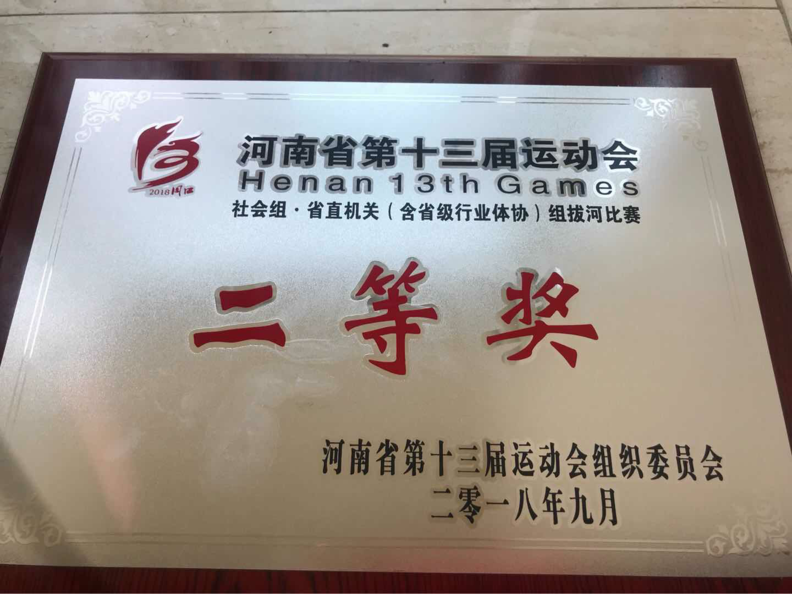 河南省第十三届运动会
Henan 13th Games
社会组·省直机关（含省级行业体协）组拔河比赛
二等奖
河南省第十三届运动会组织委员会
二零一八年九月
2018